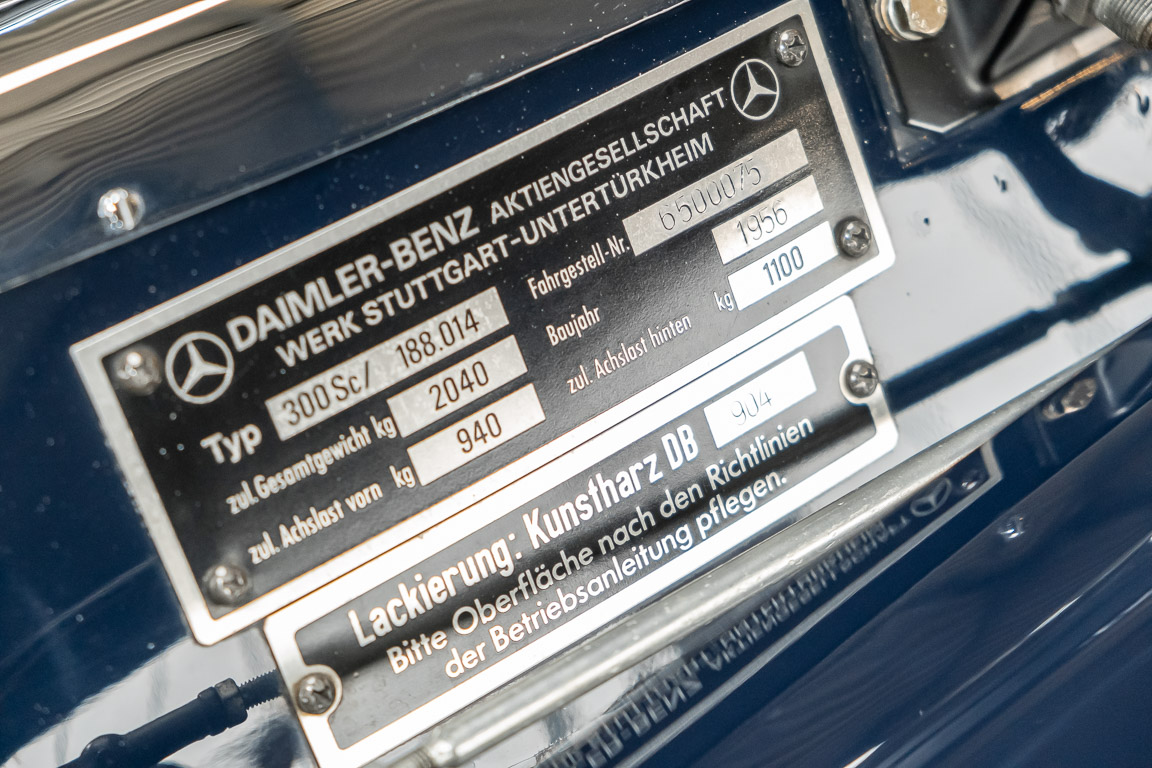 DAIMLER-BENZ AKTIENGESELLSCHAFT
WERK STUTTGART-UNTERTÜRKHEIM
Typ 300Sc/ 188.014 Fahrgestell-Nr. 6500075
zul. Gesamtgewicht kg 2040 Baujahr 1956
zul. Achslast vorn kg 940 zul. Achslast hinten kg 1100
Lackierung: Kunstharz DB 904
Bitte Oberfläche nach den Richtlinien
der Betriebsanleitung pflegen.